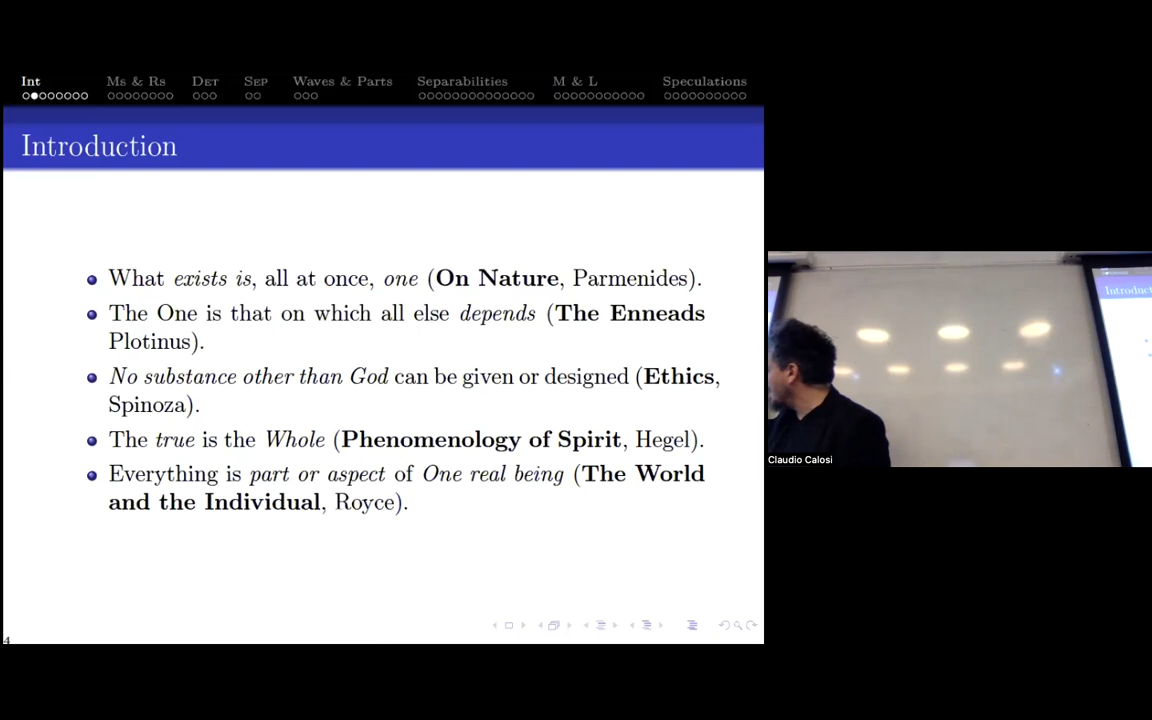 Int Ms & Rs Det Sep Waves & Parts Separabilities M & L Speculations
Introduction
What exists is, all at once, one (On Nature, Parmenides).
The One is that on which all else depends (The Enneads
Plotinus).
No substance other than God can be given or designed (Ethics,
Spinoza).
The true is the Whole (Phenomenology of Spirit, Hegel).
Everything is part or aspect of One real being (The World
and the Individual, Royce).
4
Introduct
Claudio Calosi